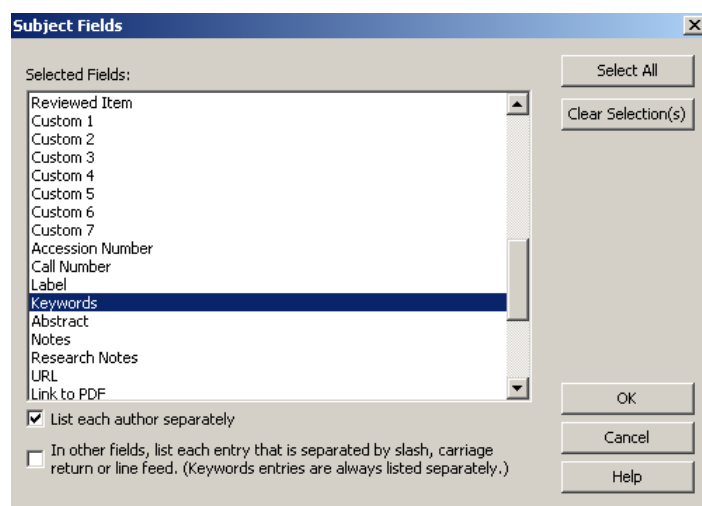 Subject Fields
Selected Fields:
Reviewed Item
Custom 1
Custom 2
Custom 3
Custom 4
Custom 5
Custom 6
Custom 7
Accession Number
Call Number
Label
Keywords
Abstract
Notes
Research Notes
URL
Link to PDF
List each author separately
In other fields, list each entry that is separated by slash, carriage
return or line feed. (Keywords entries are always listed separately.)
Select All
Clear Selection(s)
OK
Cancel
Help